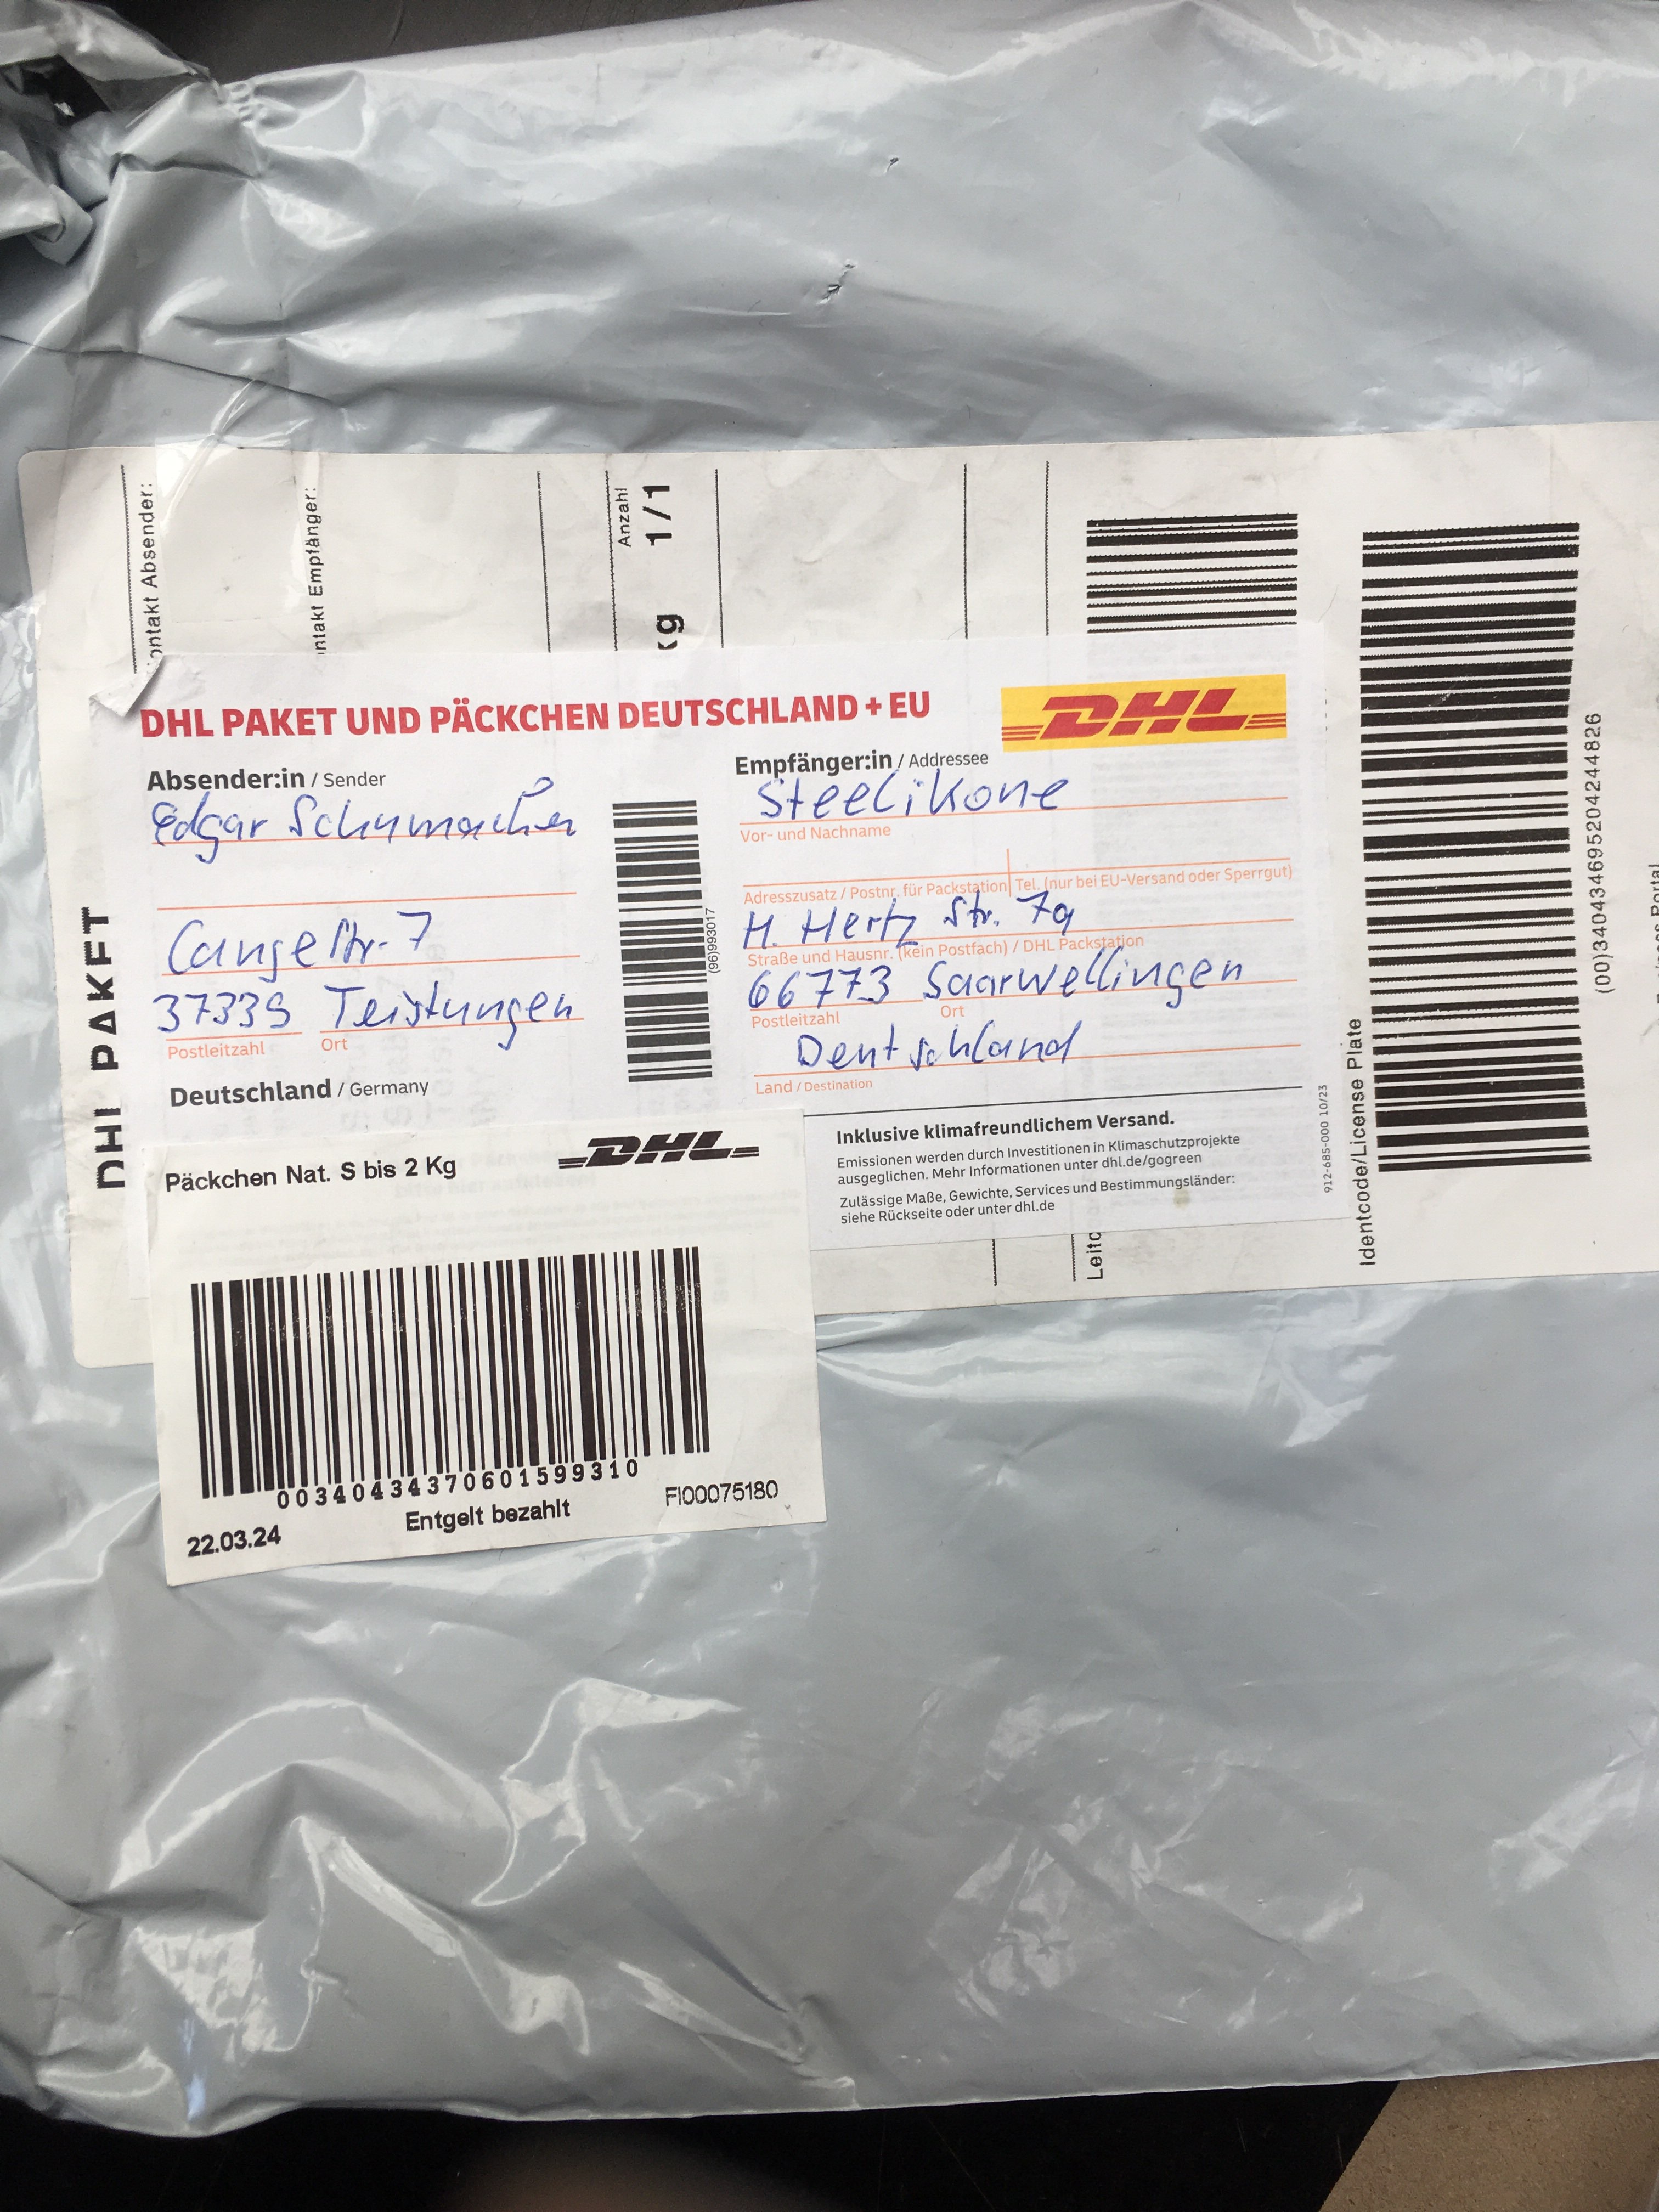 ontakt Absender:
ntakt Empfänger:
Anzahl
1/1
kg
DHL PAKET
DHL PAKET UND PÄCKCHEN DEUTSCHLAND + EU
DHL
Absender:in / Sender
Edgar Schumacher
Lange Str. 7
37339 Teistungen
Postleitzahl
Ort
Deutschland / Germany
(96)993017
Empfänger:in / Addressee
Steelikone
Vor- und Nachname
Adresszusatz / Postnr. für Packstation
Tel. (nur bei EU-Versand oder Sperrgut)
H. Hertz Str. 7a
Straße und Hausnr. (kein Postfach) / DHL Packstation
66773 Saarwellingen
Postleitzahl
Ort
Deutschland
Land / Destination
Inklusive klimafreundlichem Versand.
Emissionen werden durch Investitionen in Klimaschutzprojekte
ausgeglichen. Mehr Informationen unter dhl.de/gogreen
Zulässige Maße, Gewichte, Services und Bestimmungsländer:
siehe Rückseite oder unter dhl.de
912-685-000 10/23
Leitc
Identcode/License Plate
(00)340434695204244826
Päckchen Nat. S bis 2 Kg
DHL
00340434370601599310
22.03.24
Entgelt bezahlt
FI00075180